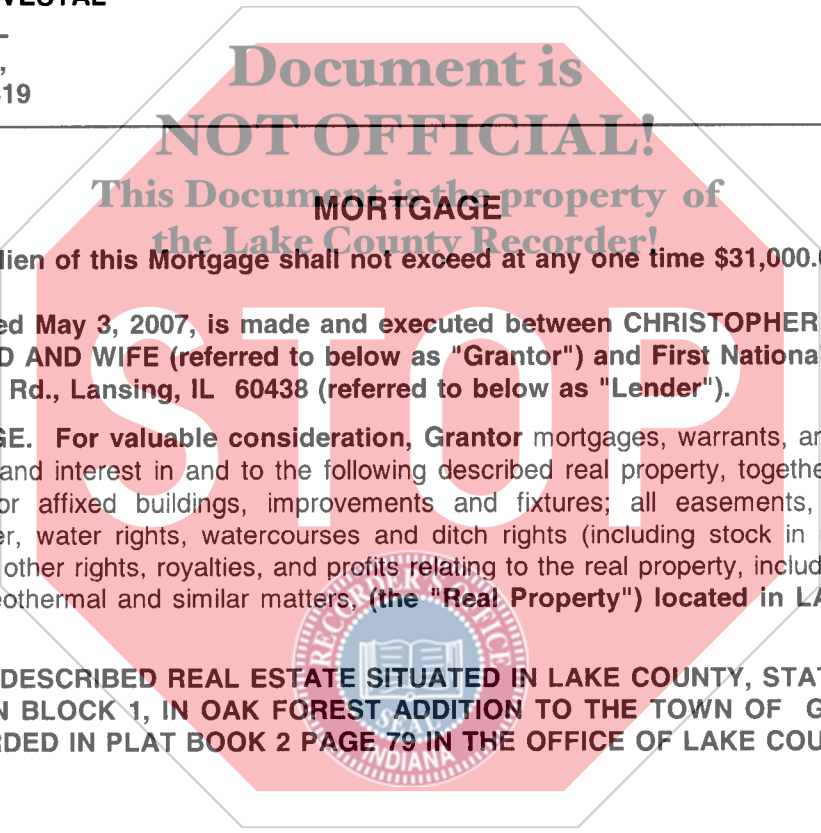 VESTAL
19
Document is
NOT OFFICIAL!
This Document is the property of
MORTGAGE
the Lake County Recorder!
lien of this Mortgage shall not exceed at any one time $31,000.
ed May 3, 2007, is made and executed between CHRISTOPHER
D AND WIFE (referred to below as "Grantor") and First Nationa
Rd., Lansing, IL 60438 (referred to below as "Lender").
GE. For valuable consideration, Grantor mortgages, warrants, an
and interest in and to the following described real property, togethe
or affixed buildings, improvements and fixtures; all easements,
er, water rights, watercourses and ditch rights (including stock in
other rights, royalties, and profits relating to the real property, includ
eothermal and similar matters, (the "Real Property") located in LA
STOP
DESCRIBED REAL ESTATE SITUATED IN LAKE COUNTY, STAT
N BLOCK 1, IN OAK FOREST ADDITION TO THE TOWN OF G
RDED IN PLAT BOOK 2 PAGE 79 IN THE OFFICE OF LAKE COU
RECORDER'S OFFICE
SEAL
INDIANA